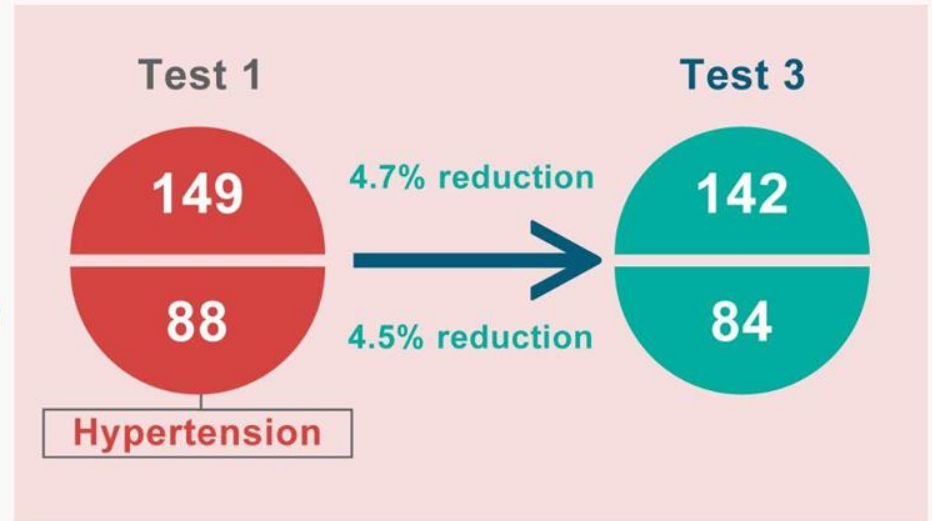 Test 1
Test 3
149
4.7% reduction
142
88
4.5% reduction
84
Hypertension